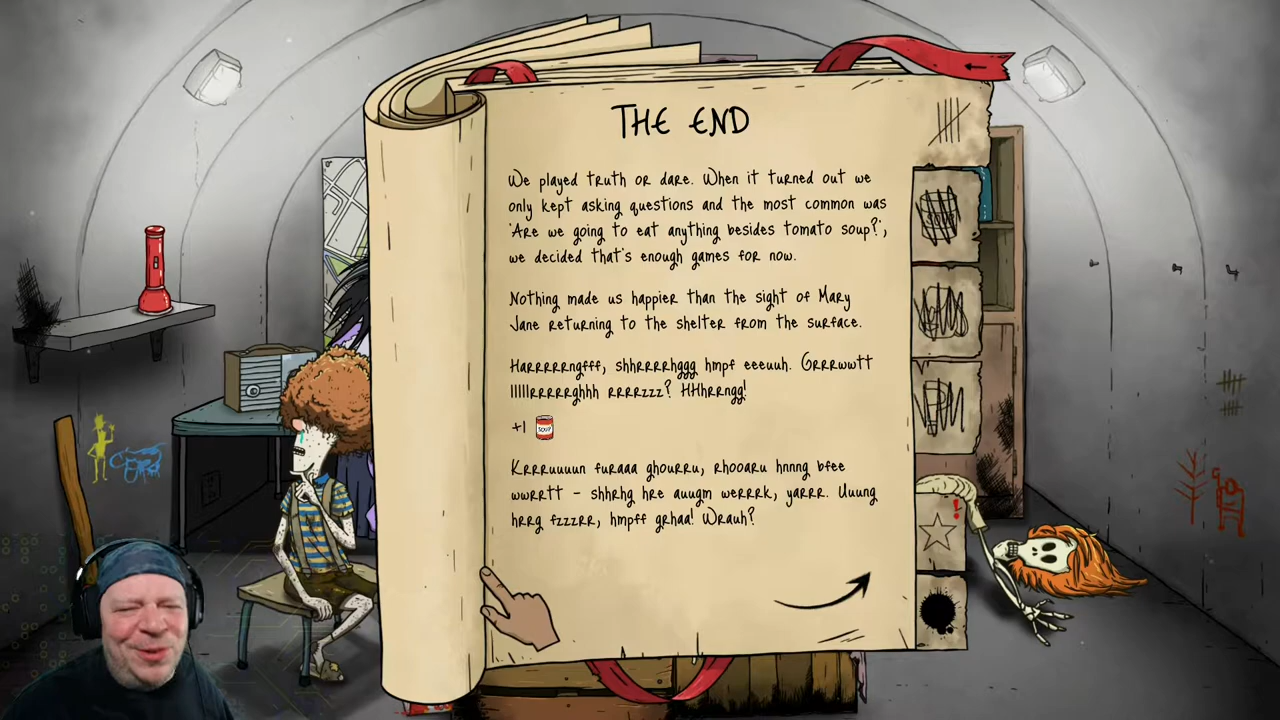 THE END
We played truth or dare. When it turned out we
only kept asking questions and the most common was
'Are we going to eat anything besides tomato soup?',
we decided that's enough games for now.
Nothing made us happier than the sight of Mary
Jane returning to the shelter from the surface.
Harrrrrngfff, shhrrrrhggg hmpf eeeuuh. Grrrwwtt
lllllrrrrrghhh rrrrzzz? HHhrrngg!
+1 SOUP
Krrruuuun furaaa ghourru, rhooaru hnnng bfee
wwrrtt - shhrhg hre auugm werrrk, yarrr. Uuung
hrrg fzzzrr, hmpff grhaa! Wrauh?